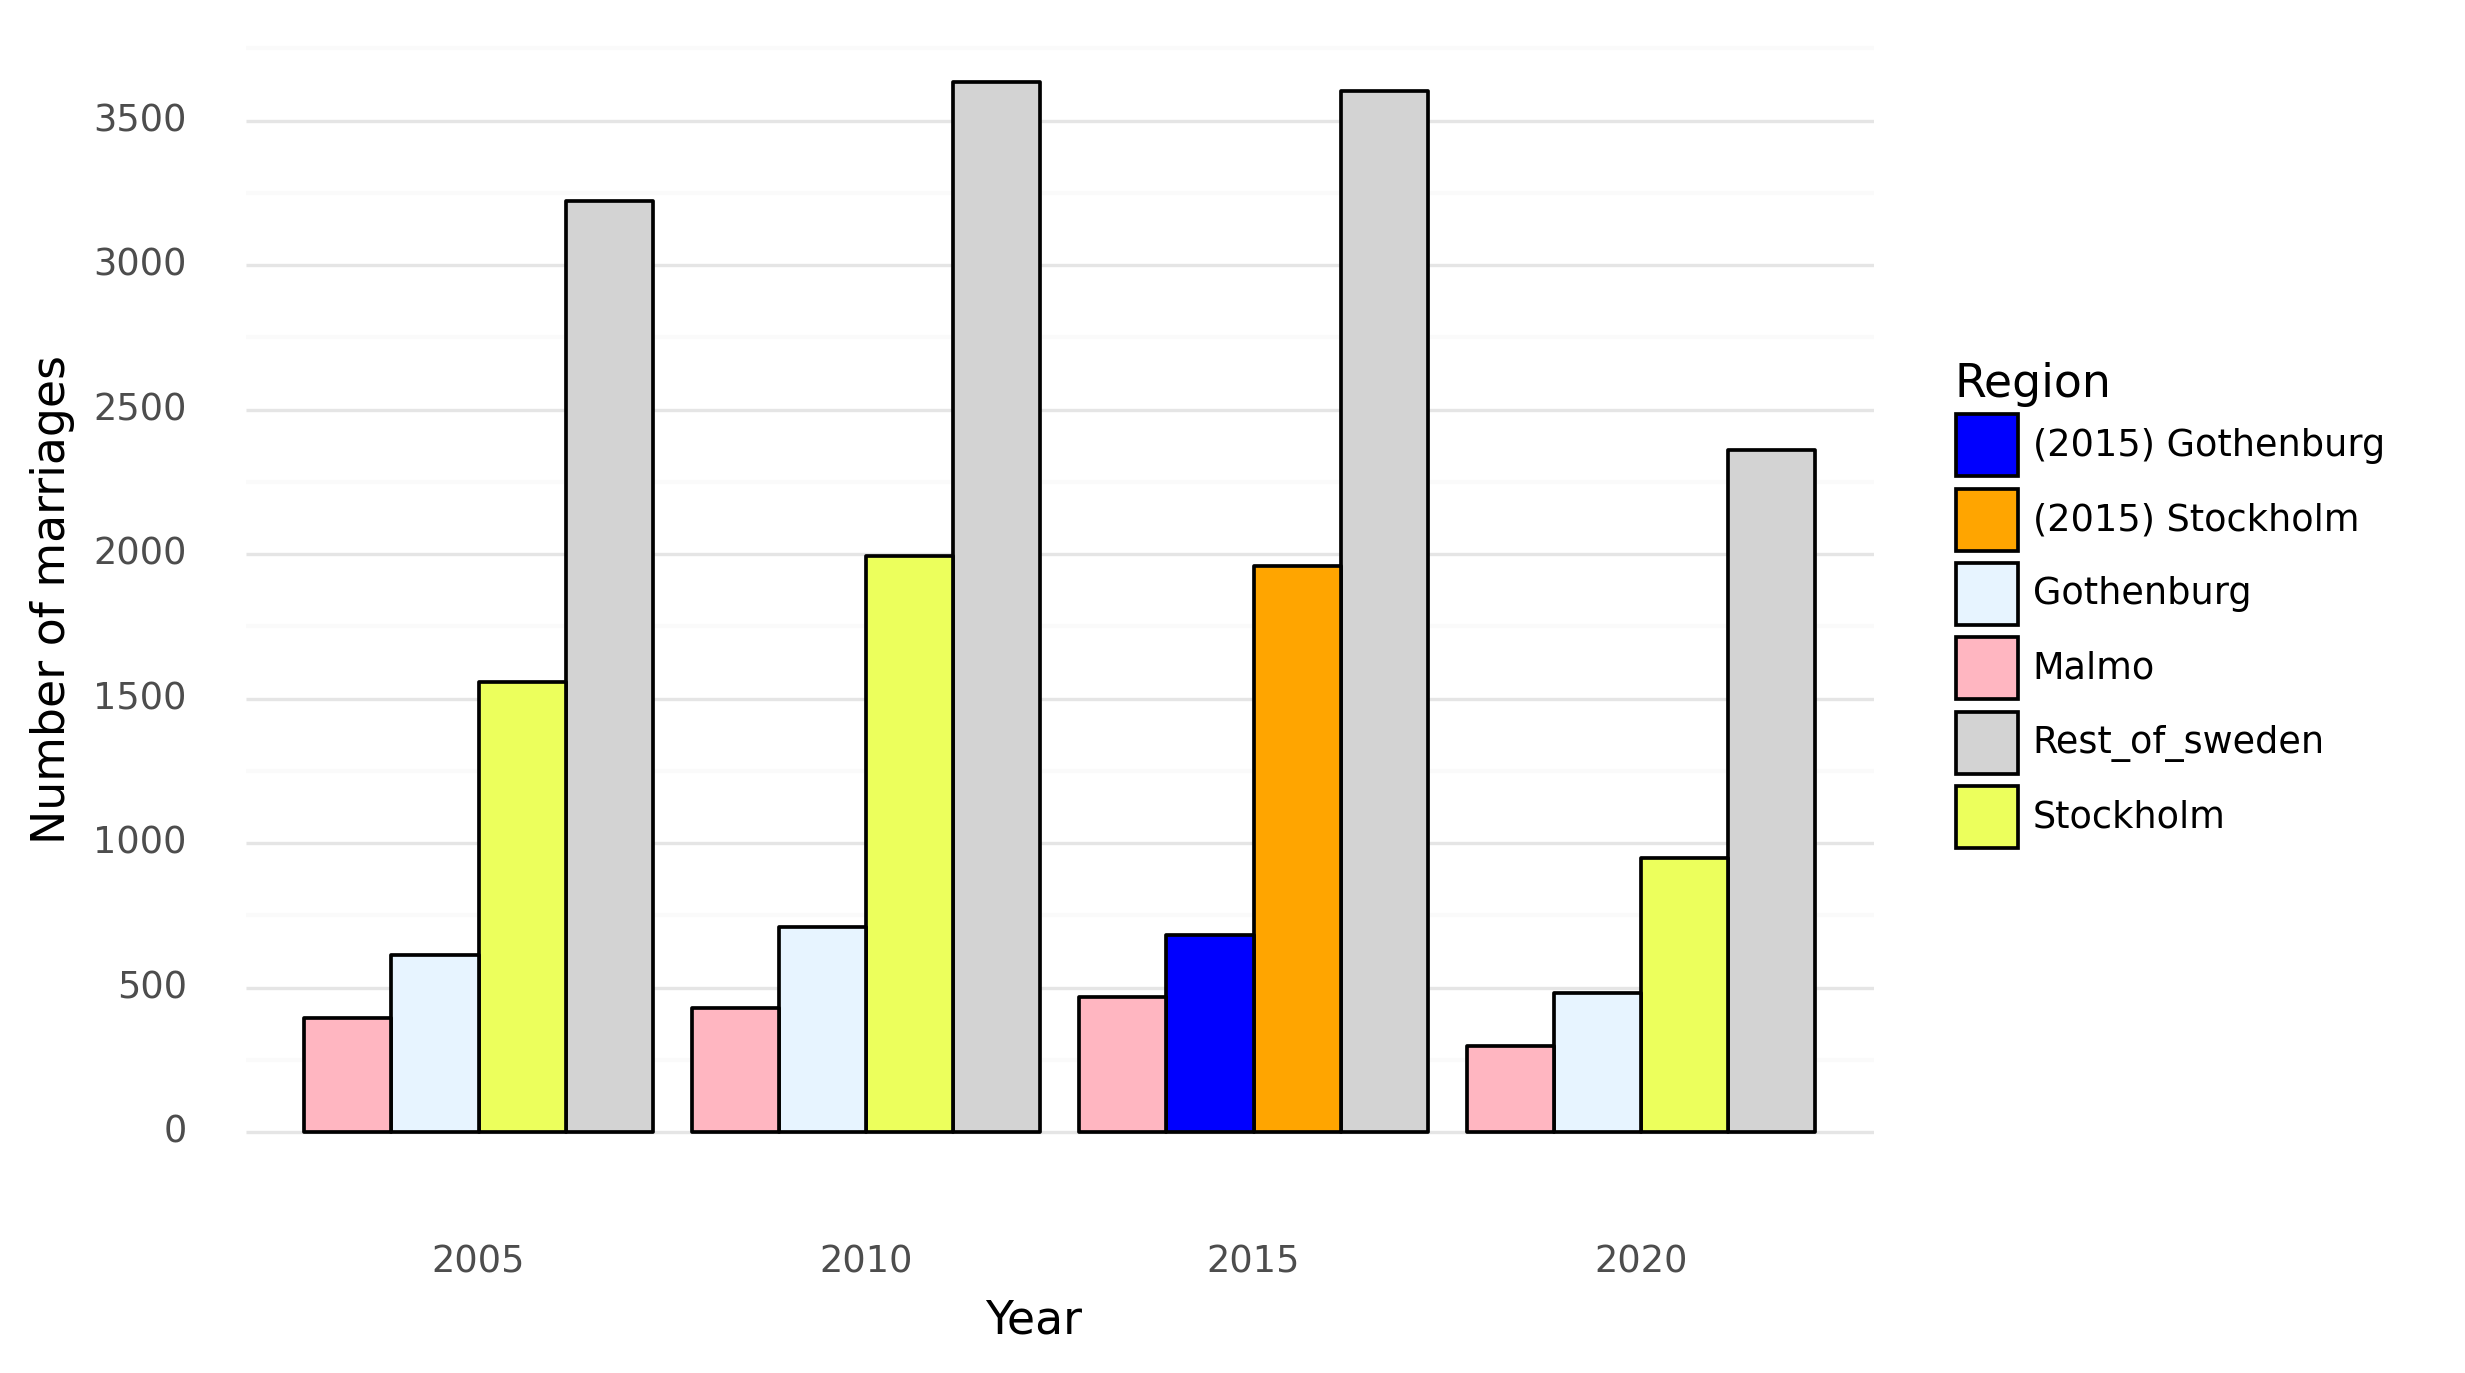 3500
3000
2500
2000
1500
1000
500
0
Number of marriages
2005 2010 2015 2020
Year
Region
(2015) Gothenburg
(2015) Stockholm
Gothenburg
Malmo
Rest_of_sweden
Stockholm